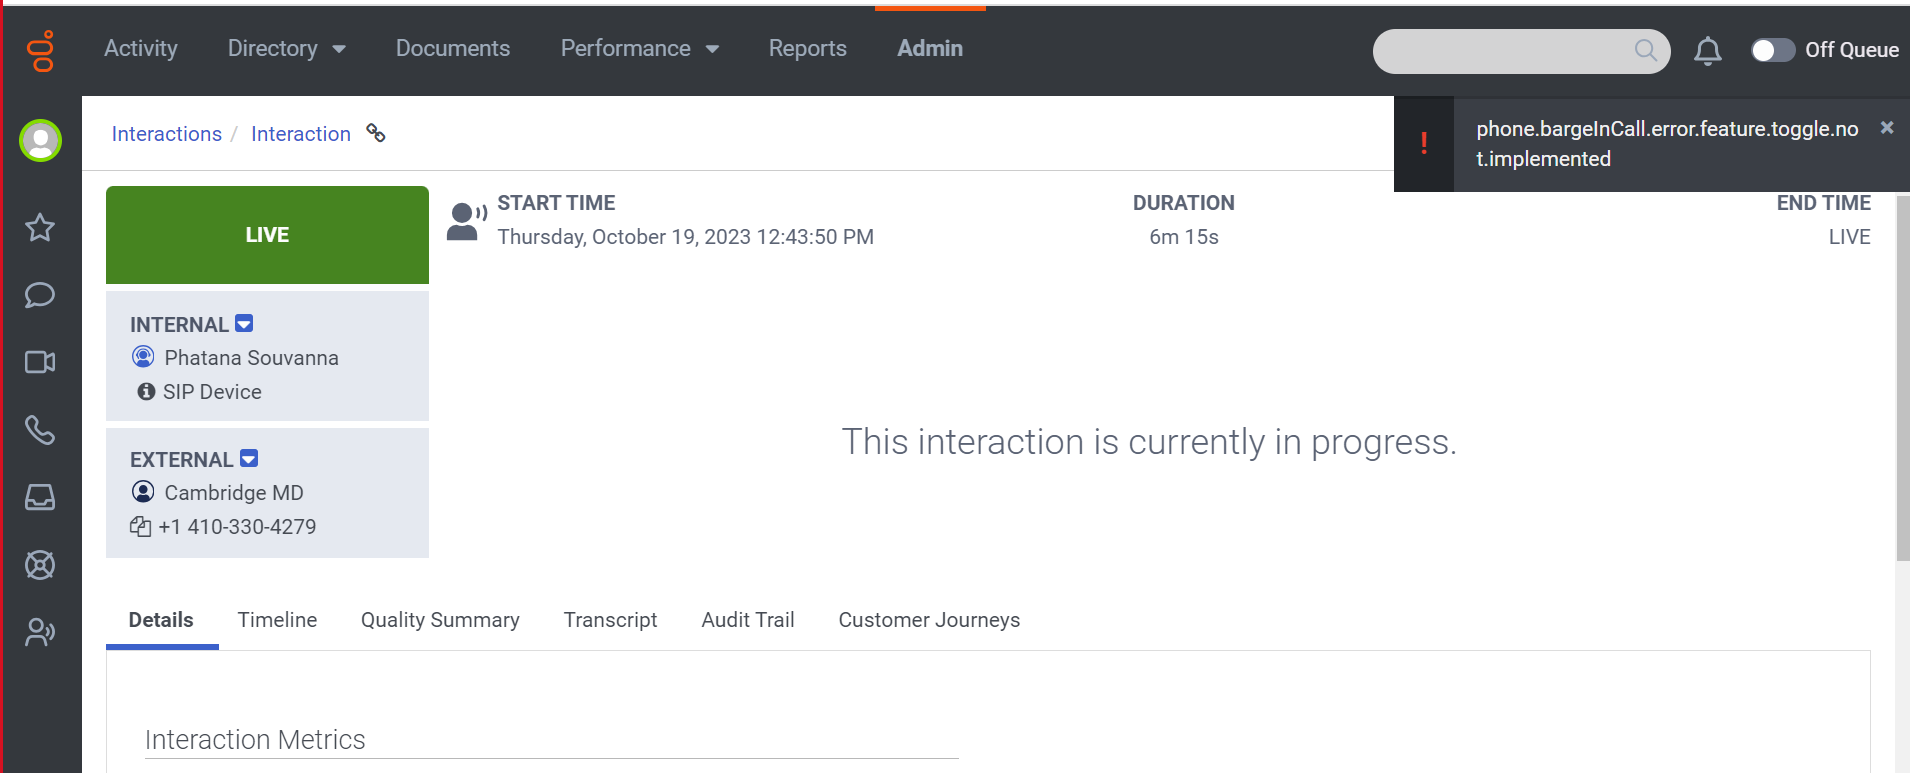 Activity
Directory
Documents
Performance
Reports
Admin
Off Queue
Interactions / Interaction
phone.bargeInCall.error.feature.toggle.no
t.implemented
LIVE
START TIME
Thursday, October 19, 2023 12:43:50 PM
DURATION
6m 15s
END TIME
LIVE
INTERNAL
Phatana Souvanna
SIP Device
EXTERNAL
Cambridge MD
+1 410-330-4279
This interaction is currently in progress.
Details
Timeline
Quality Summary
Transcript
Audit Trail
Customer Journeys
Interaction Metrics